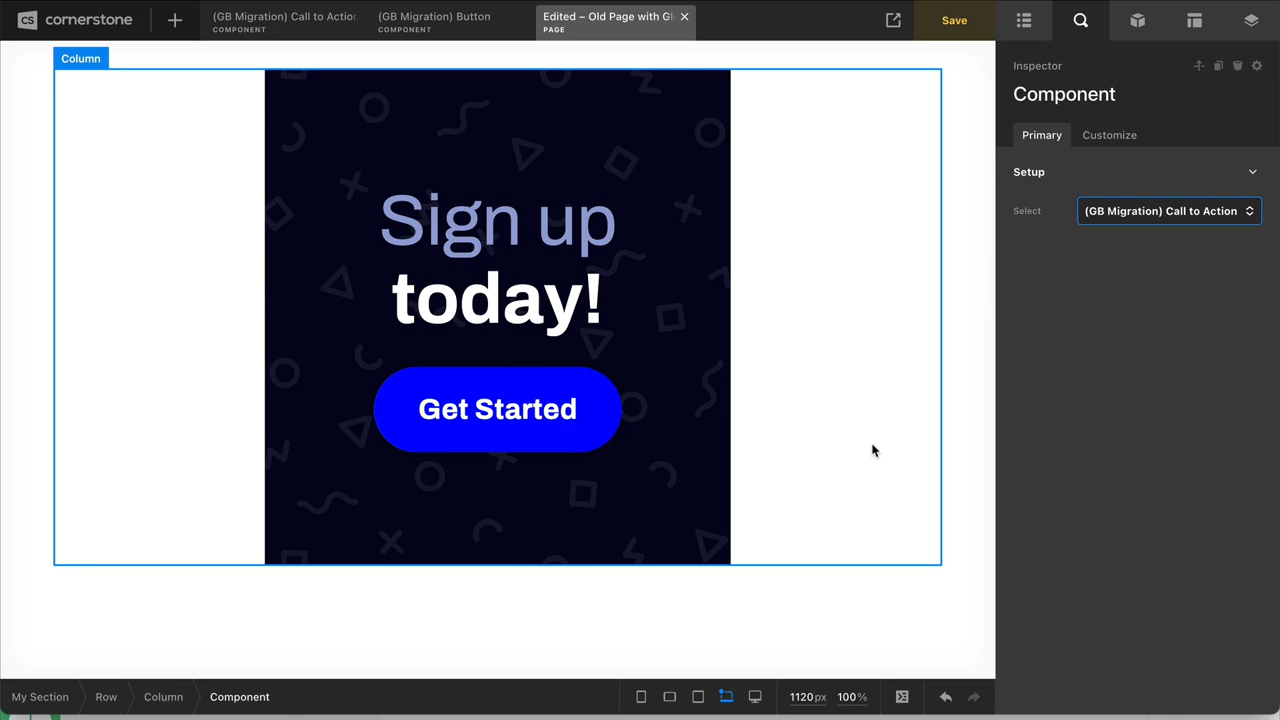 cornerstone
(GB Migration) Call to Action
COMPONENT
(GB Migration) Button
COMPONENT
Edited – Old Page with Gl
PAGE
Save
Column
Sign up
today!
Get Started
Inspector
Component
Primary
Customize
Setup
Select
(GB Migration) Call to Action
My Section
Row
Column
Component
1120px
100%